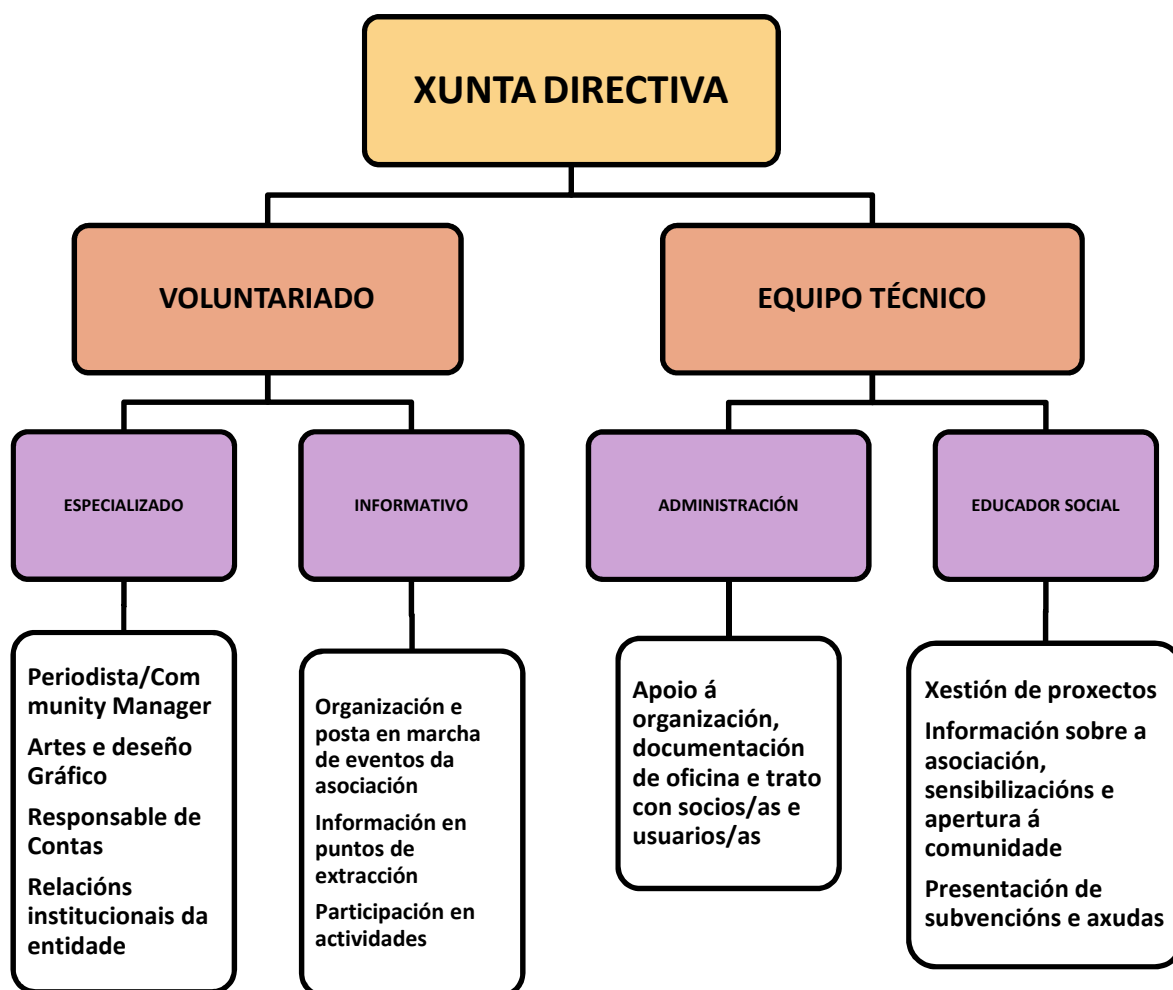 XUNTA DIRECTIVA
VOLUNTARIADO
EQUIPO TÉCNICO
ESPECIALIZADO
INFORMATIVO
ADMINISTRACIÓN
EDUCADOR SOCIAL
Periodista/Com
munity Manager
Artes e deseño
Gráfico
Responsable de
Contas
Relacións
institucionais da
entidade
Organización e
posta en marcha
de eventos da
asociación
Información en
puntos de
extracción
Participación en
actividades
Apoio á
organización,
documentación
de oficina e trato
con socios/as e
usuarios/as
Xestión de proxectos
Información sobre a
asociación,
sensibilizacións e
apertura á
comunidade
Presentación de
subvencións e axudas